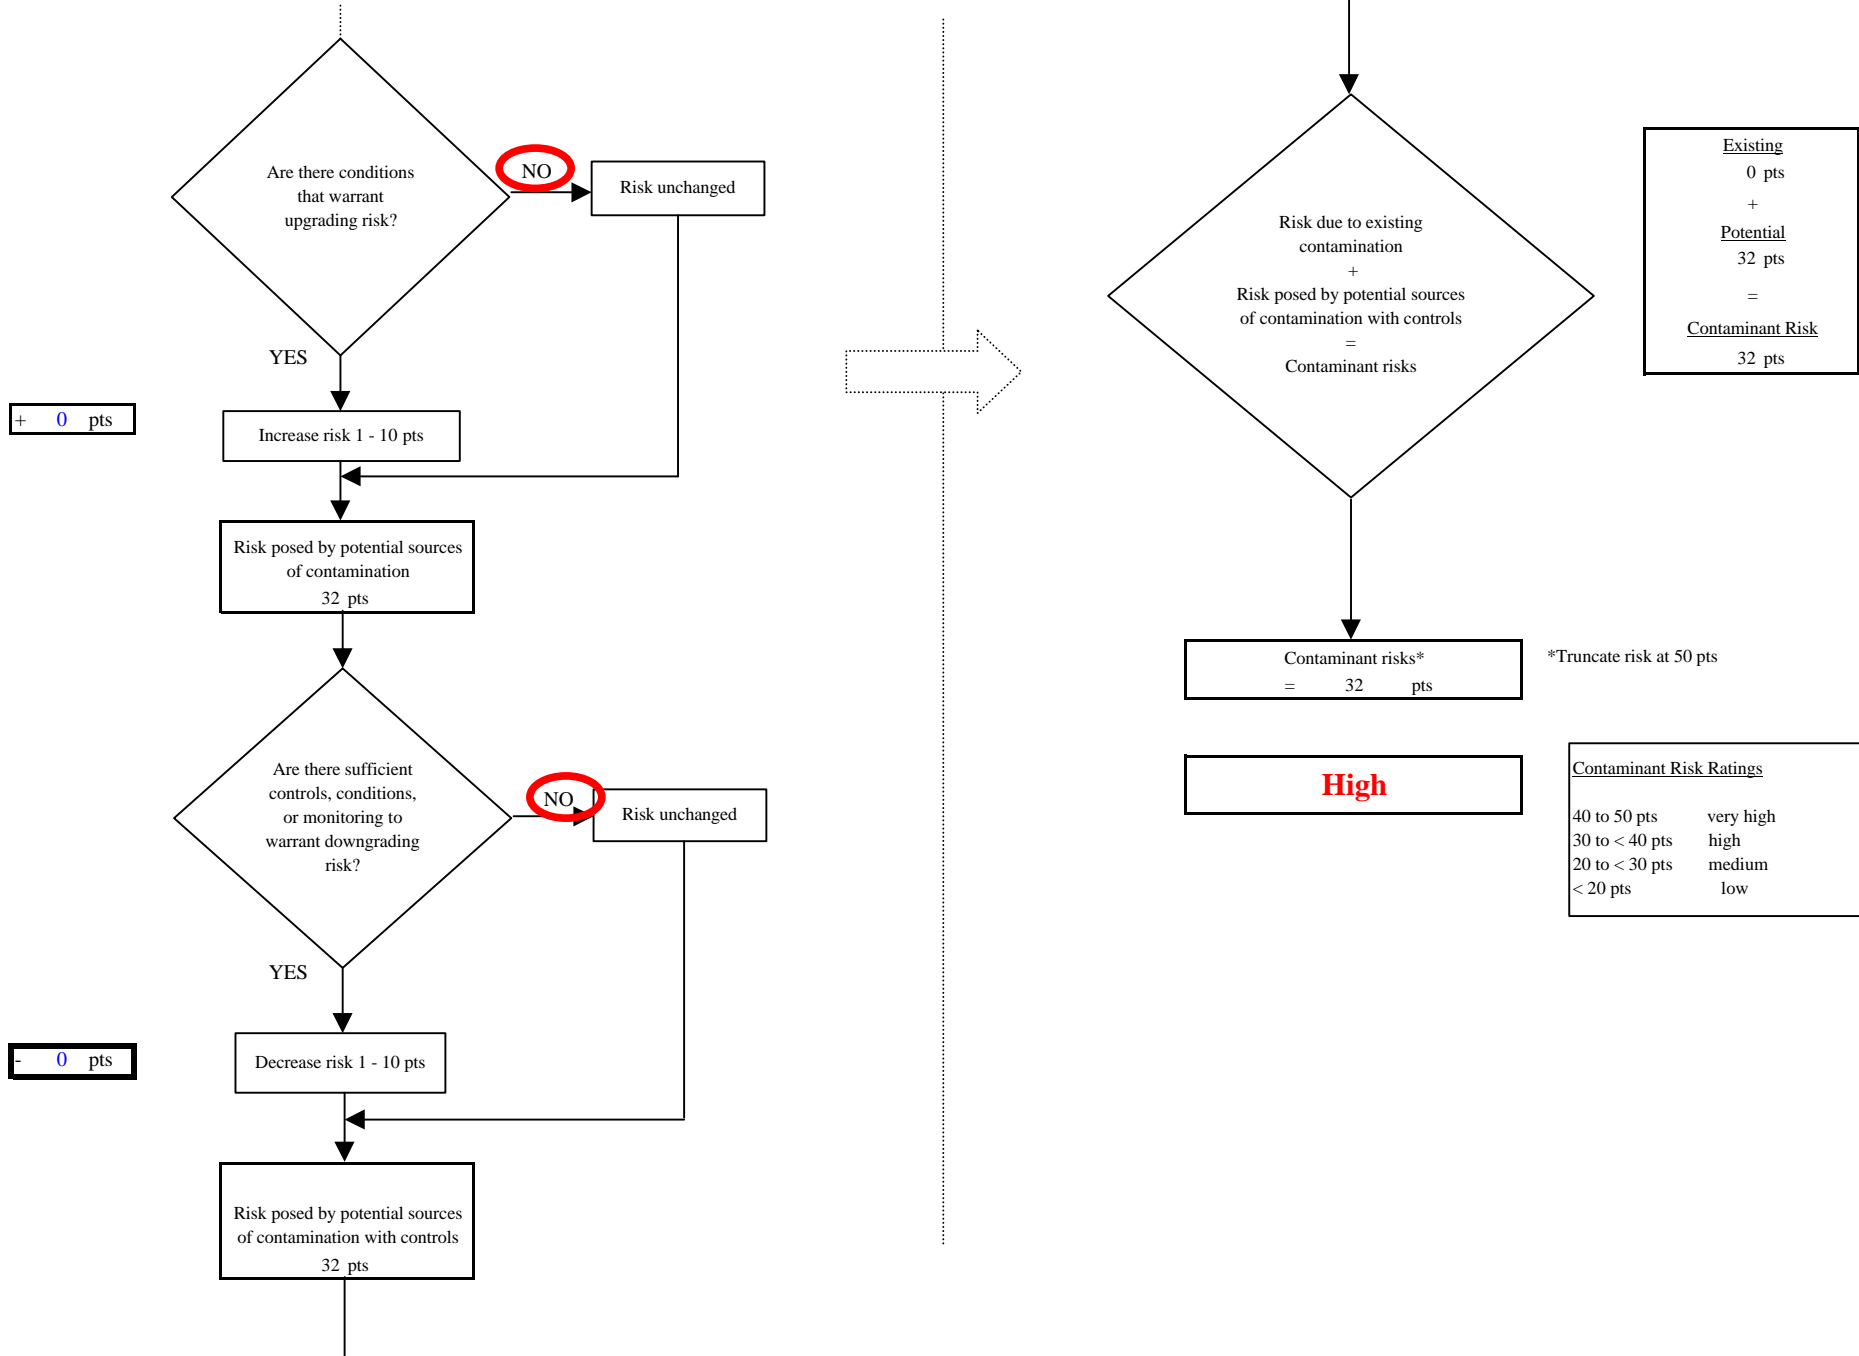 Are there conditions
that warrant
upgrading risk?
NO
Risk unchanged
YES
+ 0 pts
Increase risk 1 - 10 pts
Risk posed by potential sources
of contamination
32 pts
Are there sufficient
controls, conditions,
or monitoring to
warrant downgrading
risk?
NO
Risk unchanged
YES
- 0 pts
Decrease risk 1 - 10 pts
Risk posed by potential sources
of contamination with controls
32 pts
Risk due to existing
contamination
+
Risk posed by potential sources
of contamination with controls
=
Contaminant risks
Existing
0 pts
+
Potential
32 pts
=
Contaminant Risk
32 pts
Contaminant risks*
= 32 pts
*Truncate risk at 50 pts
High
Contaminant Risk Ratings
40 to 50 pts very high
30 to < 40 pts high
20 to < 30 pts medium
< 20 pts low